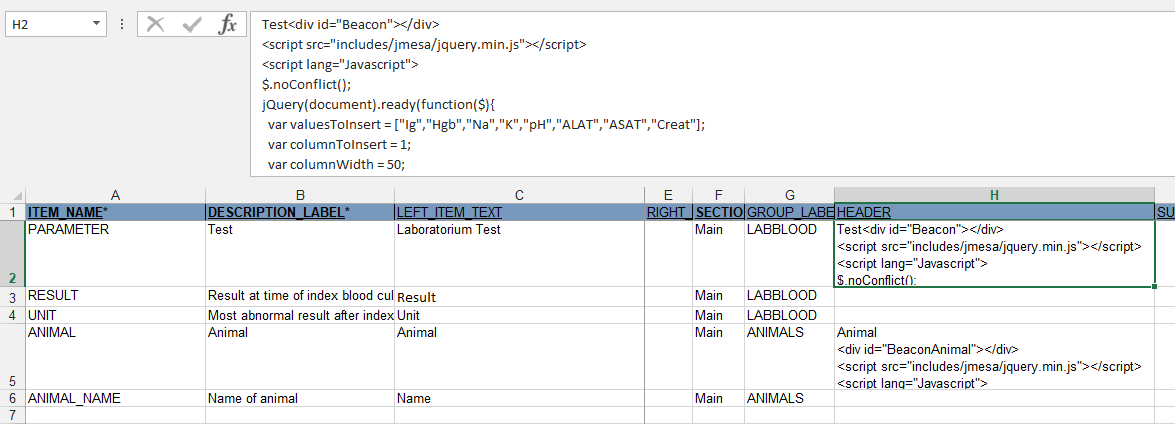 H2
fx
Test<div id="Beacon"></div>
<script src="includes/jmesa/jquery.min.js"></script>
<script lang="Javascript">
$.noConflict();
jQuery(document).ready(function($){
var valuesToInsert = ["Ig","Hgb","Na","K","pH","ALAT","ASAT","Creat"];
var columnToInsert = 1;
var columnWidth = 50;
A B C E F G H
1 ITEM_NAME* DESCRIPTION_LABEL* LEFT_ITEM_TEXT RIGHT_ SECTIO GROUP_LABE HEADER SU
2 PARAMETER Test Laboratorium Test Main LABBLOOD Test<div id="Beacon"></div>
<script src="includes/jmesa/jquery.min.js"></script>
<script lang="Javascript">
$.noConflict();
3 RESULT Result at time of index blood cul Result Main LABBLOOD
4 UNIT Most abnormal result after index Unit Main LABBLOOD
5 ANIMAL Animal Animal Main ANIMALS Animal
<div id="BeaconAnimal"></div>
<script src="includes/jmesa/jquery.min.js"></script>
<script lang="Javascript">
6 ANIMAL_NAME Name of animal Name Main ANIMALS
7